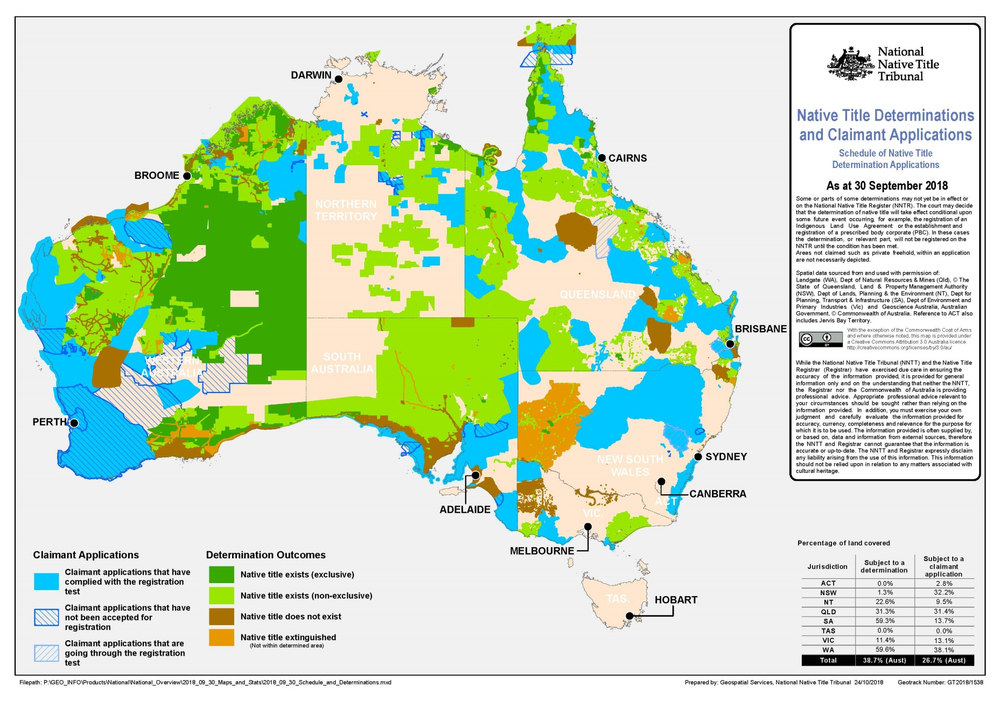 DARWIN
BROOME
CAIRNS
NORTHERN
TERRITORY
QUEENSLAND
BRISBANE
WESTERN
AUSTRALIA
SOUTH
AUSTRALIA
PERTH
NEW SOUTH
WALES
SYDNEY
CANBERRA
ACT
ADELAIDE
VIC.
MELBOURNE
TAS.
HOBART
National
Native Title
Tribunal
Native Title Determinations
and Claimant Applications
Schedule of Native Title
Determination Applications
As at 30 September 2018
Some or parts of some determinations may not yet be in effect or
on the National Native Title Register (NNTR). The court may decide
that the determination of native title will take effect conditional upon
some future event occurring, for example, the registration of an
Indigenous Land Use Agreement or the establishment and
registration of a prescribed body corporate (PBC). In these cases
the determination, or relevant part, will not be registered on the
NNTR until the condition has been met.
Areas not claimed such as private freehold, within an application
are not necessarily depicted.
Spatial data sourced from and used with permission of:
Landgate (WA), Dept of Natural Resources & Mines (Qld), © The
State of Queensland, Land & Property Management Authority
(NSW), Dept of Lands, Planning & the Environment (NT), Dept for
Planning, Transport & Infrastructure (SA), Dept of Environment and
Primary Industries (Vic) and Geoscience Australia, Australian
Government, © Commonwealth of Australia. Reference to ACT also
includes Jervis Bay Territory.
cc
BY
With the exception of the Commonwealth Coat of Arms
and where otherwise noted, this map is provided under
a Creative Commons Attribution 3.0 Australia licence:
http://creativecommons.org/licenses/by/3.0/au/
While the National Native Title Tribunal (NNTT) and the Native Title
Registrar (Registrar) have exercised due care in ensuring the
accuracy of the information provided, it is provided for general
information only and on the understanding that neither the NNTT,
the Registrar nor the Commonwealth of Australia is providing
professional advice. Appropriate professional advice relevant to
your circumstances should be sought rather than relying on the
information provided. In addition, you must exercise your own
judgment and carefully evaluate the information provided for
accuracy, currency, completeness and relevance for the purpose for
which it is to be used. The information provided is often supplied by,
or based on, data and information from external sources, therefore
the NNTT and Registrar cannot guarantee that the information is
accurate or up-to-date. The NNTT and Registrar expressly disclaim
any liability arising from the use of this information. This information
should not be relied upon in relation to any matters associated with
cultural heritage.
Claimant Applications
Claimant applications that have
complied with the registration
test
Claimant applications that have
not been accepted for
registration
Claimant applications that are
going through the registration
test
Determination Outcomes
Native title exists (exclusive)
Native title exists (non-exclusive)
Native title does not exist
Native title extinguished
(Not within determined area)
Percentage of land covered
Jurisdiction Subject to a determination Subject to a claimant application
ACT 0.0% 2.8%
NSW 1.3% 32.2%
NT 22.6% 9.5%
QLD 31.3% 31.4%
SA 59.3% 13.7%
TAS 0.0% 0.0%
VIC 11.4% 13.1%
WA 59.6% 38.1%
Total 38.7% (Aust) 26.7% (Aust)
Filepath: P:\GEO_INFO\Products\National\National_Overview\2018_09_30_Maps_and_Stats\2018_09_30_Schedule_and_Determinations.mxd
Prepared by: Geospatial Services, National Native Title Tribunal 24/10/2018 Geotrack Number: GT2018/1538